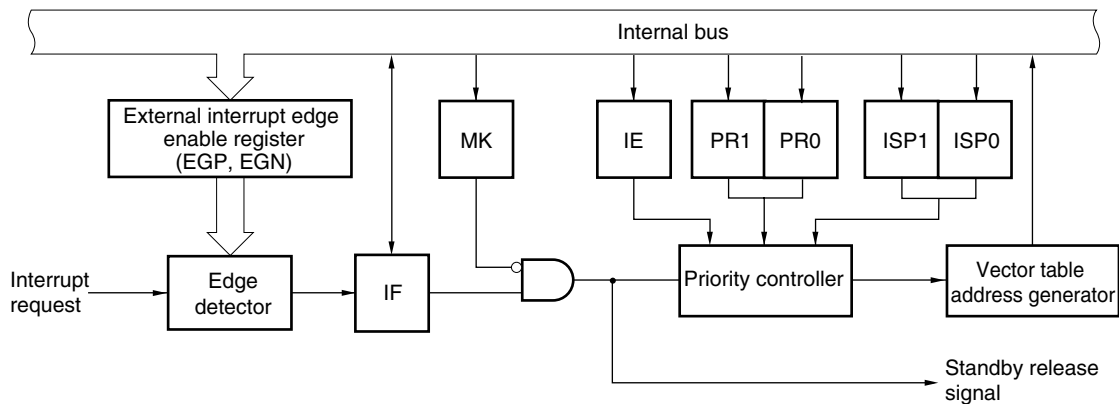 Internal bus
External interrupt edge
enable register
(EGP, EGN)
MK
IE
PR1
PR0
ISP1
ISP0
Interrupt
request
Edge
detector
IF
Priority controller
Vector table
address generator
Standby release
signal